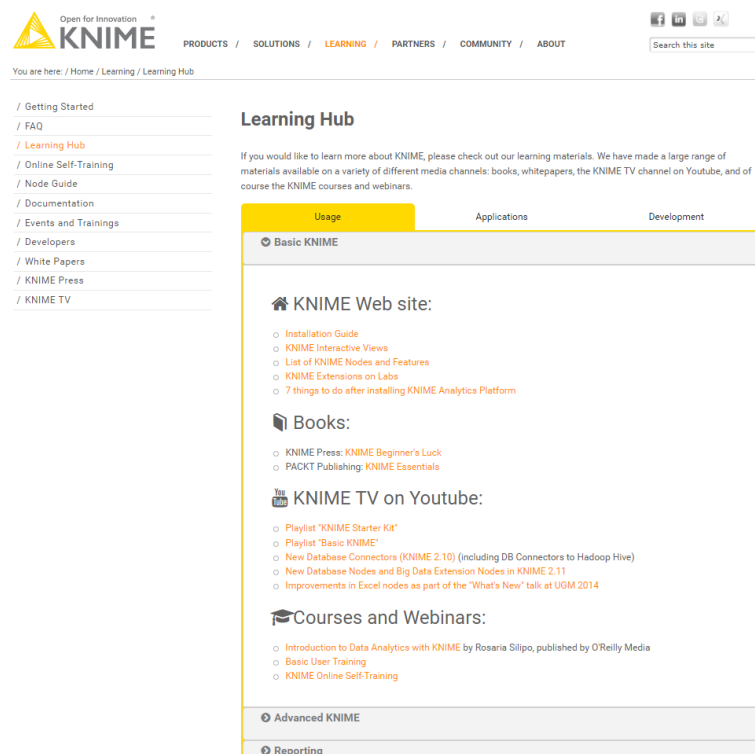 Open for Innovation ®
KNIME
PRODUCTS / SOLUTIONS / LEARNING / PARTNERS / COMMUNITY / ABOUT
Search this site
You are here: / Home / Learning / Learning Hub
/ Getting Started
/ FAQ
/ Learning Hub
/ Online Self-Training
/ Node Guide
/ Documentation
/ Events and Trainings
/ Developers
/ White Papers
/ KNIME Press
/ KNIME TV
Learning Hub
If you would like to learn more about KNIME, please check out our learning materials. We have made a large range of
materials available on a variety of different media channels: books, whitepapers, the KNIME TV channel on Youtube, and of
course the KNIME courses and webinars.
Usage Applications Development
Basic KNIME
KNIME Web site:
Installation Guide
KNIME Interactive Views
List of KNIME Nodes and Features
KNIME Extensions on Labs
7 things to do after installing KNIME Analytics Platform
Books:
KNIME Press: KNIME Beginner's Luck
PACKT Publishing: KNIME Essentials
You Tube KNIME TV on Youtube:
Playlist "KNIME Starter Kit"
Playlist "Basic KNIME"
New Database Connectors (KNIME 2.10) (including DB Connectors to Hadoop Hive)
New Database Nodes and Big Data Extension Nodes in KNIME 2.11
Improvements in Excel nodes as part of the "What's New" talk at UGM 2014
Courses and Webinars:
Introduction to Data Analytics with KNIME by Rosaria Silipo, published by O'Reilly Media
Basic User Training
KNIME Online Self-Training
Advanced KNIME
Reporting